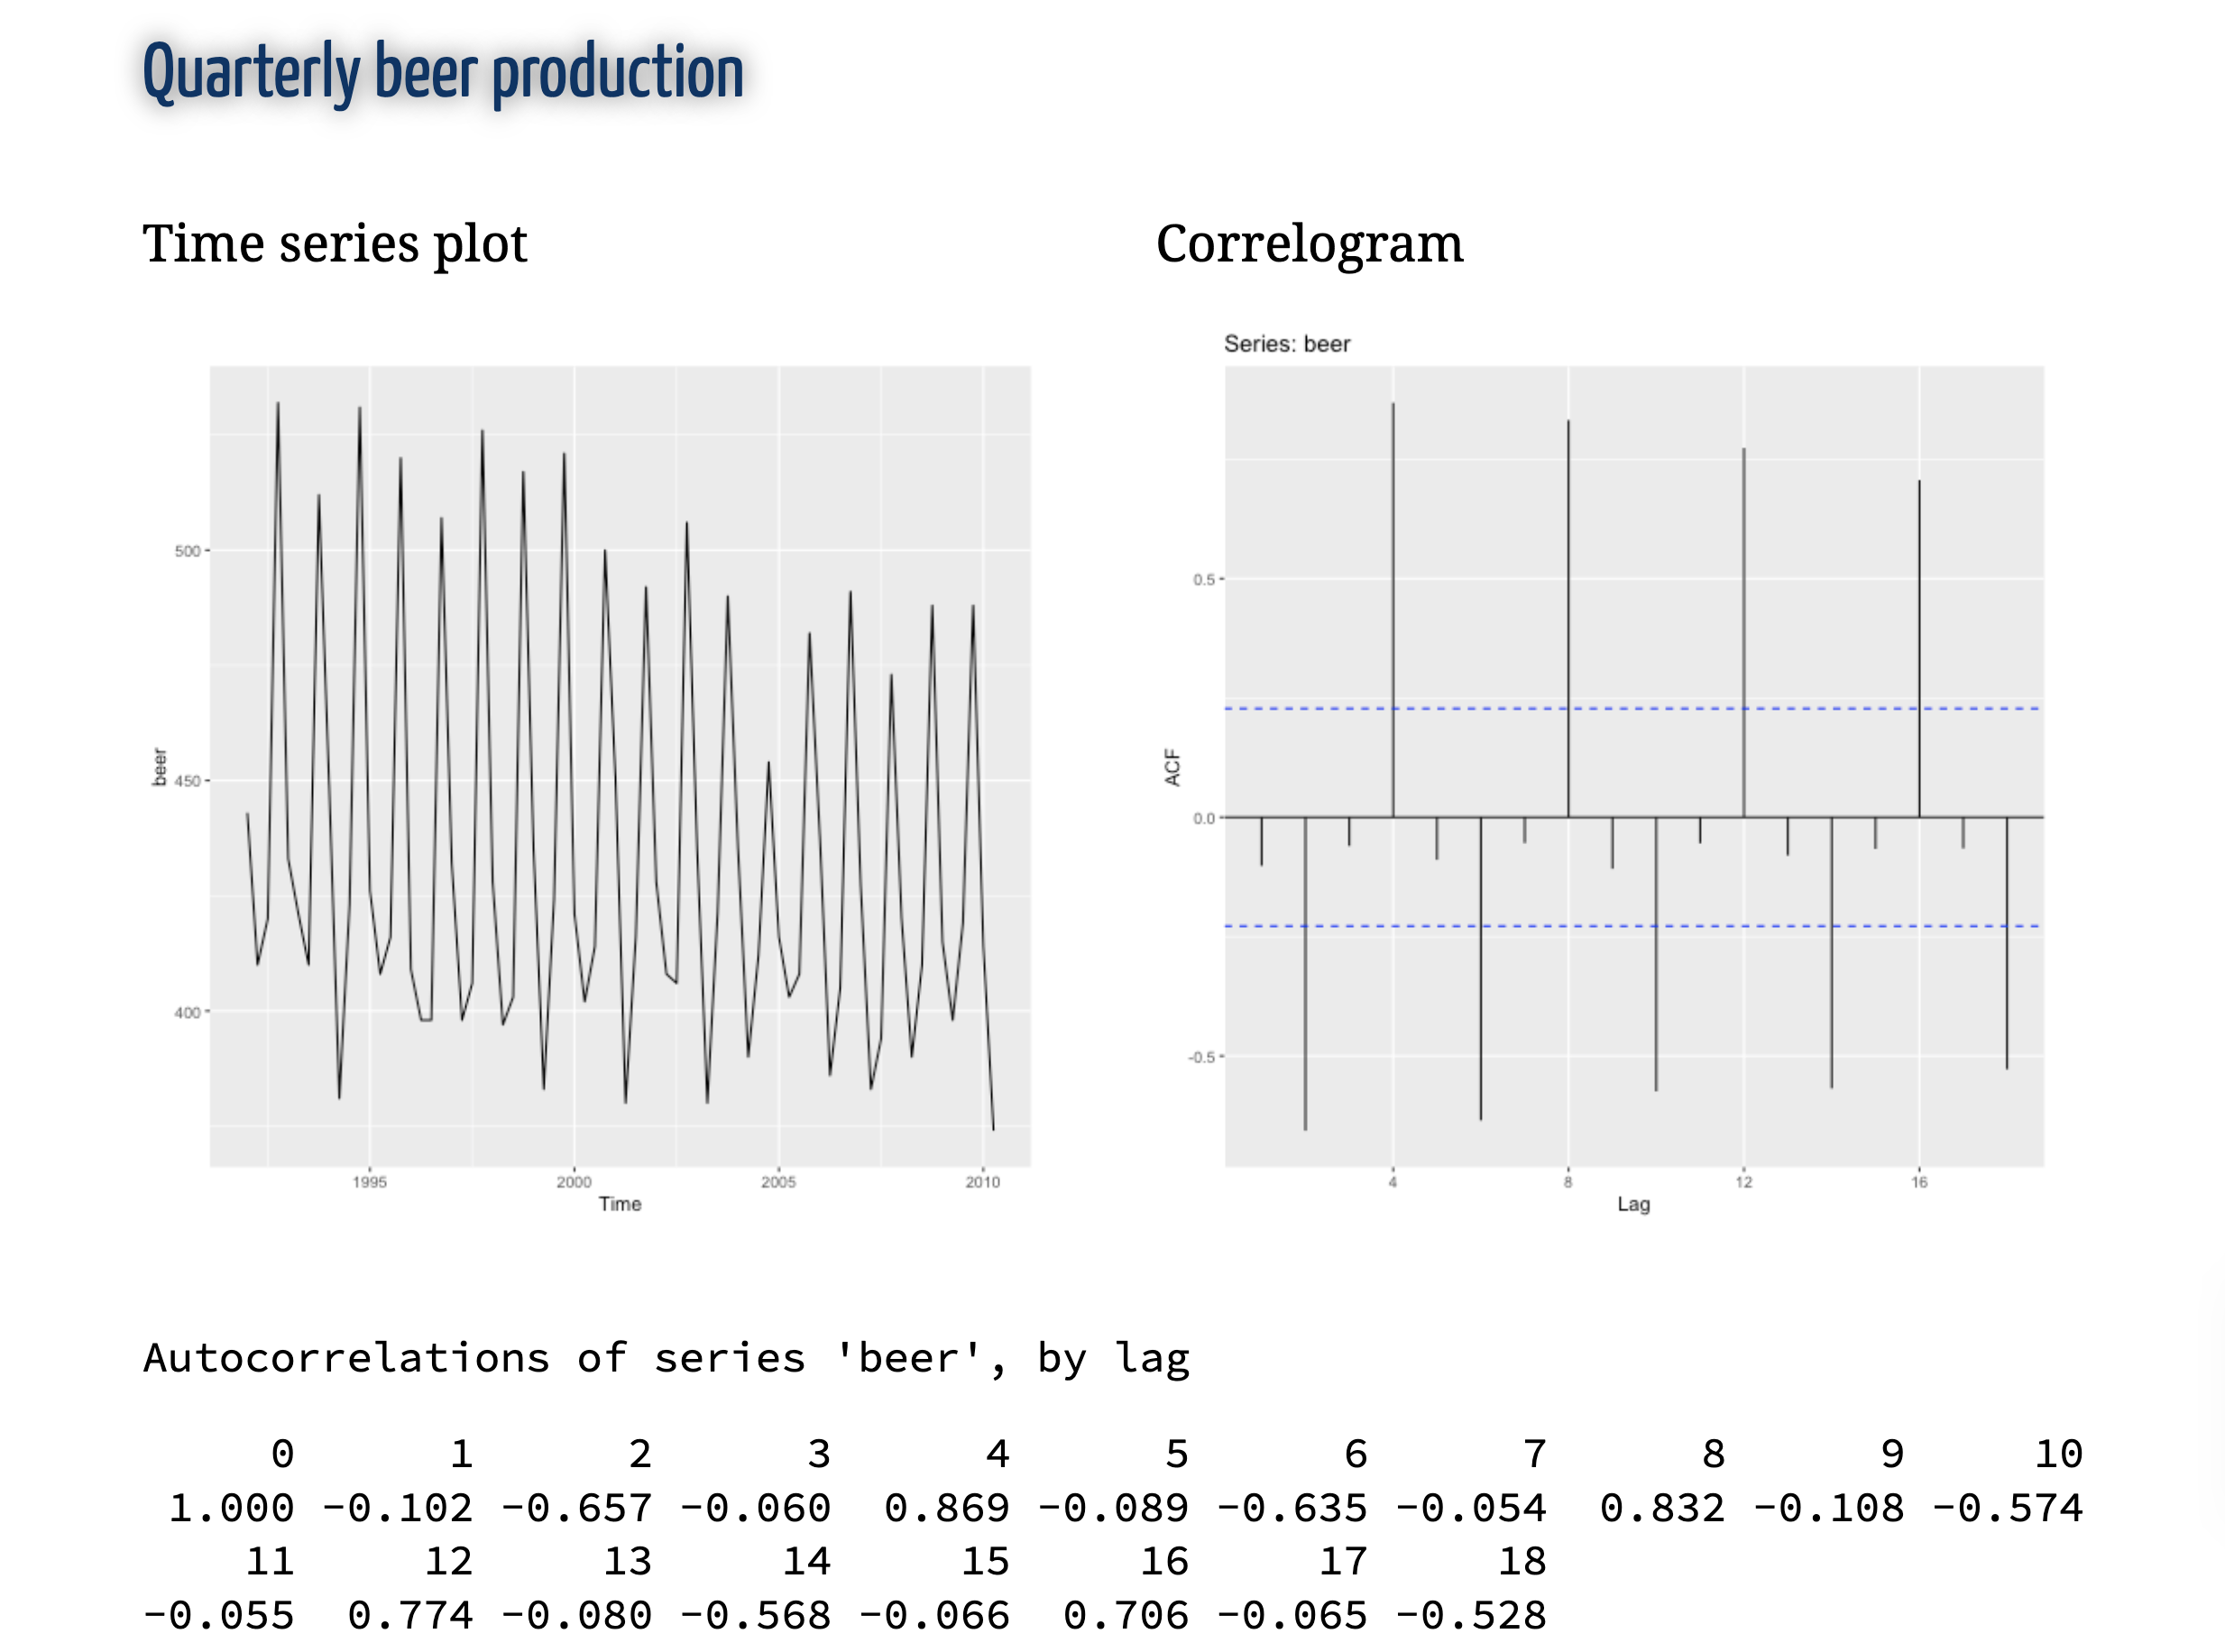 Quarterly beer production
Time series plot
Correlogram
Series: beer
500
450
400
beer
1995 2000 2005 2010
Time
0.5
0.0
-0.5
ACF
4 8 12 16
Lag
Autocorrelations of series 'beer', by lag
0 1 2 3 4 5 6 7 8 9 10
1.000 −0.102 −0.657 −0.060 0.869 −0.089 −0.635 −0.054 0.832 −0.108 −0.574
11 12 13 14 15 16 17 18
−0.055 0.774 −0.080 −0.568 −0.066 0.706 −0.065 −0.528